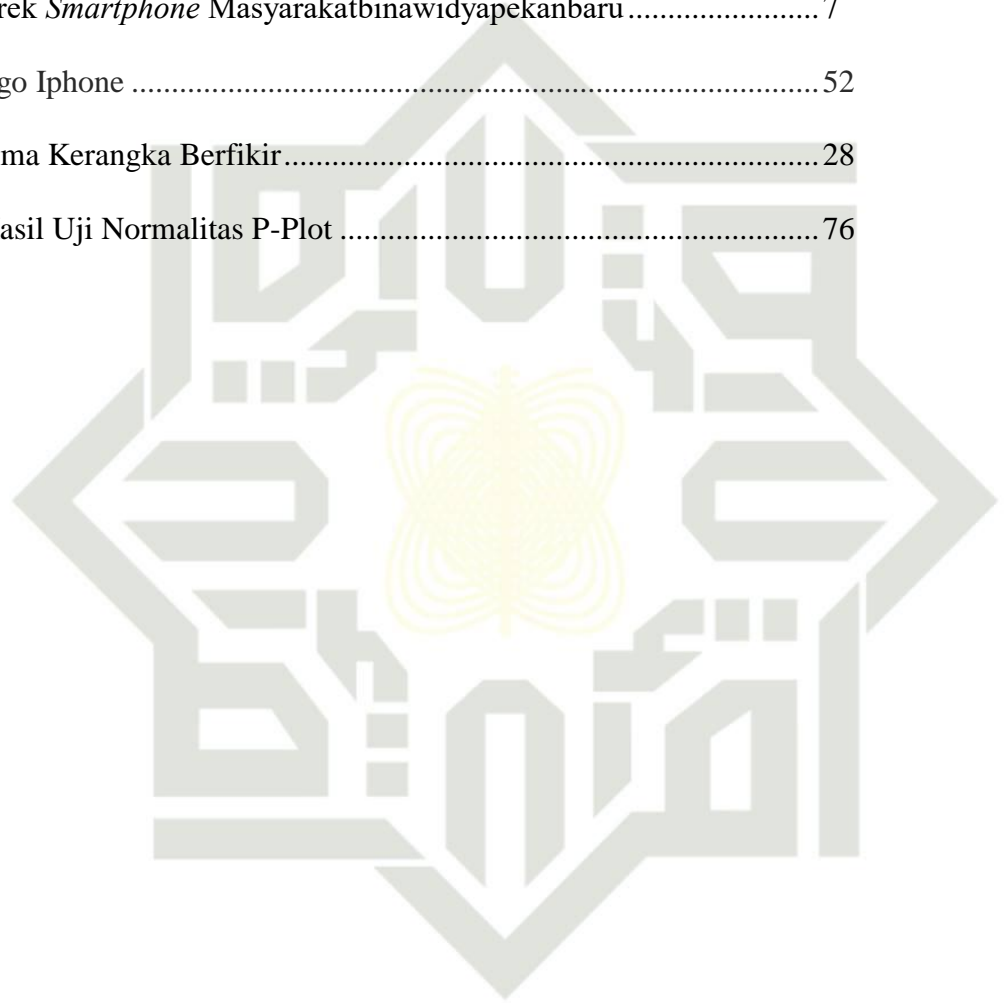 rek Smartphone Masyarakatbinawidyapekanbaru ........................ 7
go Iphone .................................................................................... 52
ma Kerangka Berfikir .................................................................. 28
asil Uji Normalitas P-Plot ........................................................... 76